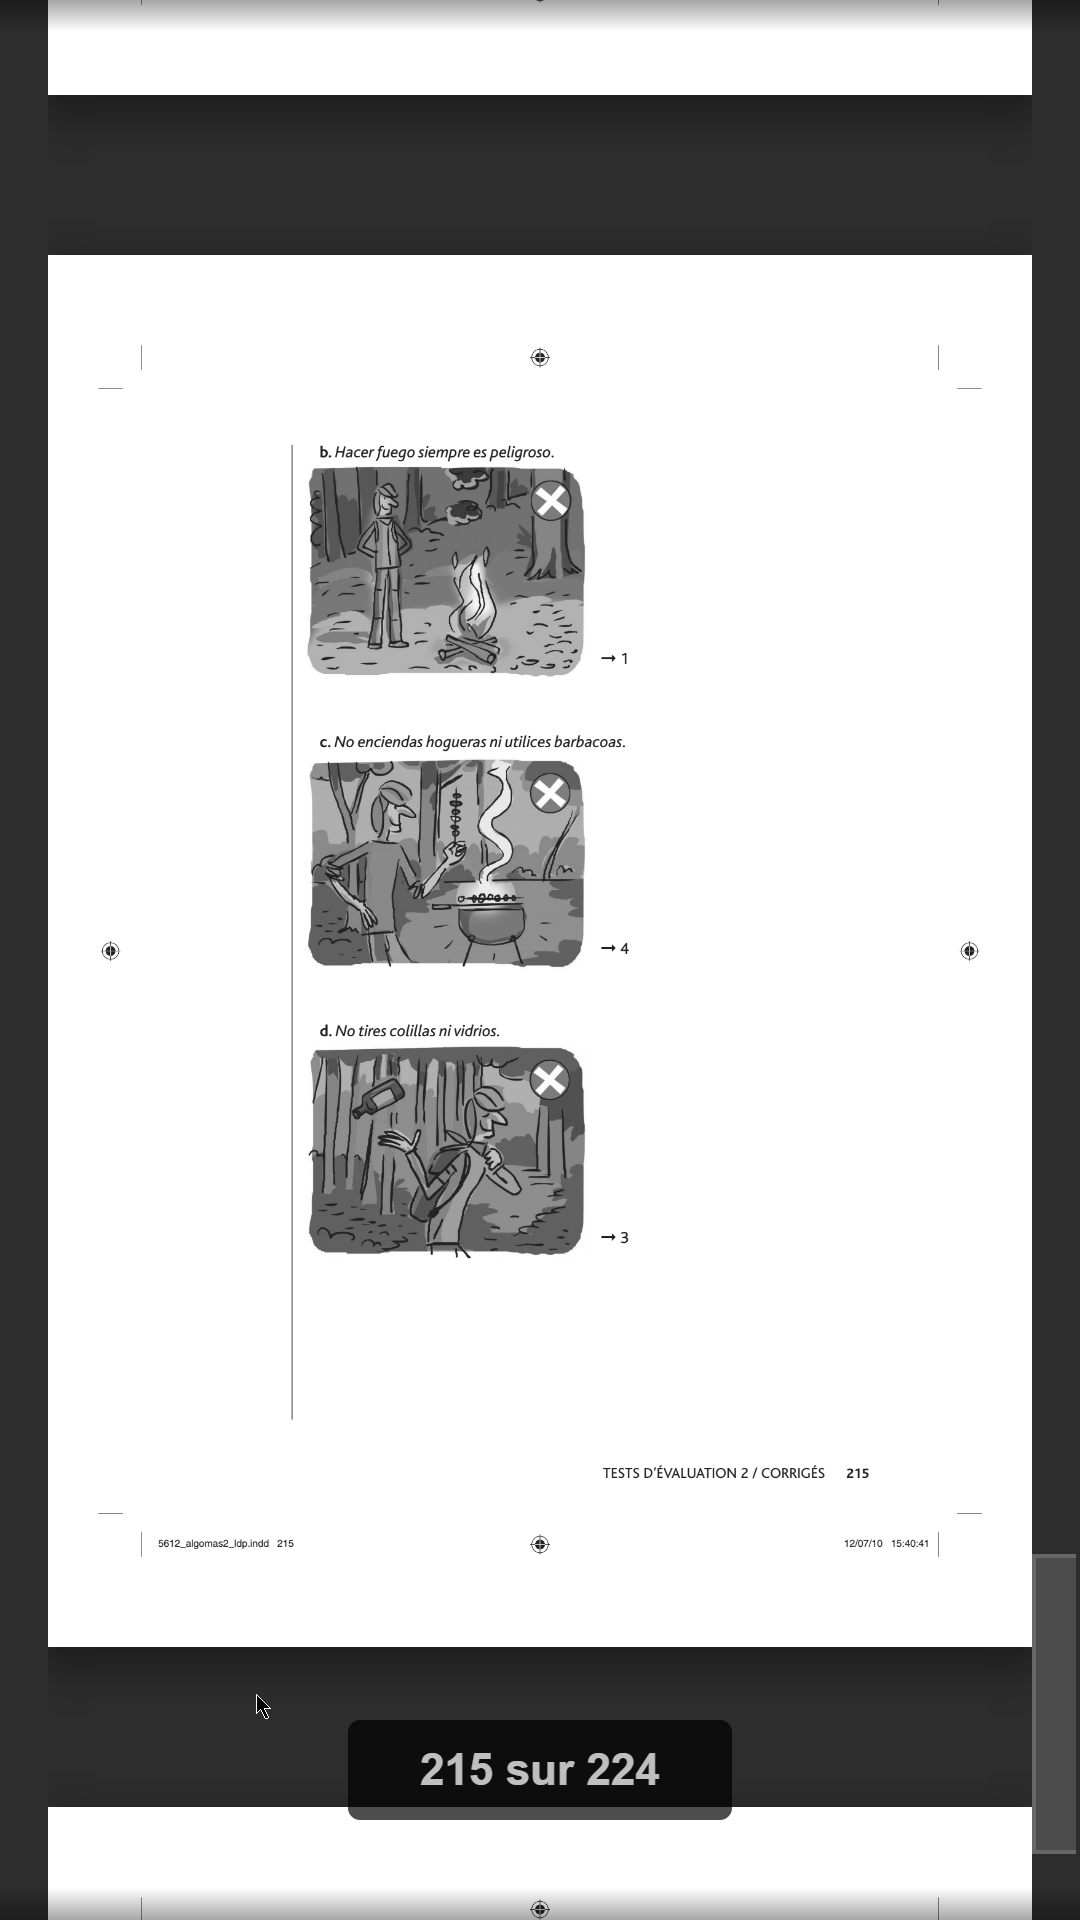 b. Hacer fuego siempre es peligroso.
→ 1
c. No enciendas hogueras ni utilices barbacoas.
→ 4
d. No tires colillas ni vidrios.
→ 3
TESTS D'ÉVALUATION 2 / CORRIGÉS 215
5612_algomas2_ldp.indd 215 12/07/10 15:40:41
215 sur 224